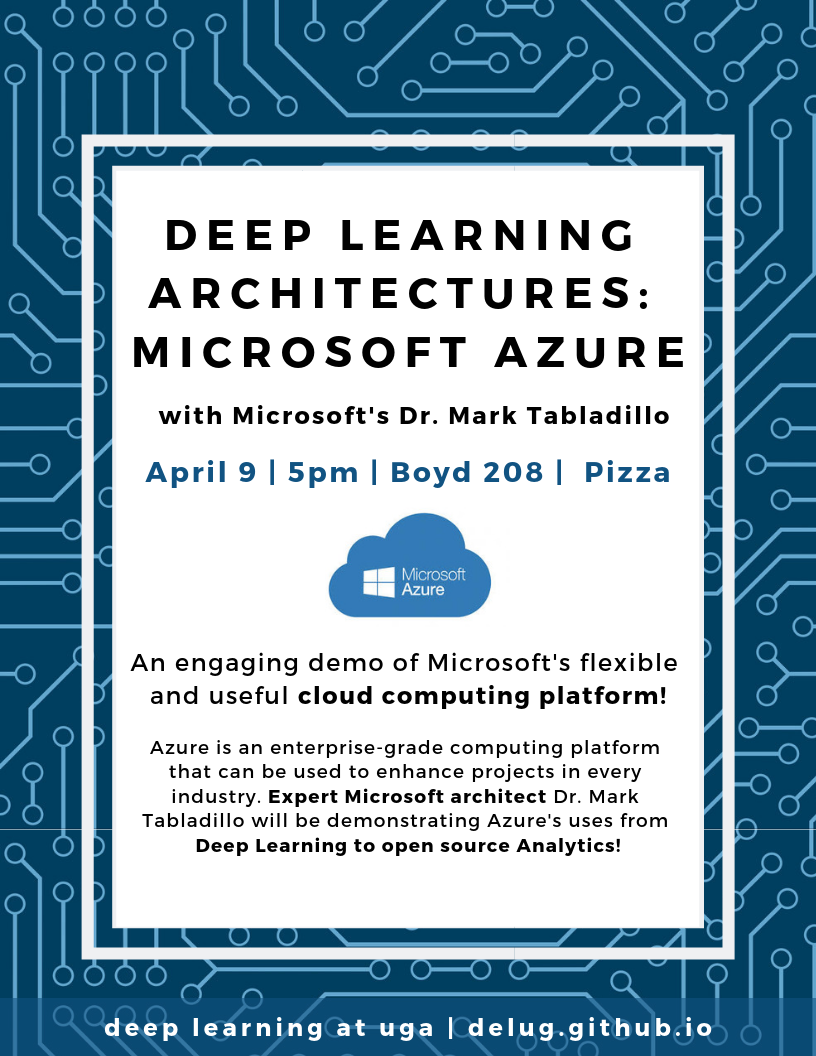 DEEP LEARNING
ARCHITECTURES:
MICROSOFT AZURE
with Microsoft's Dr. Mark Tabladillo
April 9 | 5pm | Boyd 208 | Pizza
Microsoft
Azure
An engaging demo of Microsoft's flexible
and useful cloud computing platform!
Azure is an enterprise-grade computing platform
that can be used to enhance projects in every
industry. Expert Microsoft architect Dr. Mark
Tabladillo will be demonstrating Azure's uses from
Deep Learning to open source Analytics!
deep learning at uga | delug.github.io